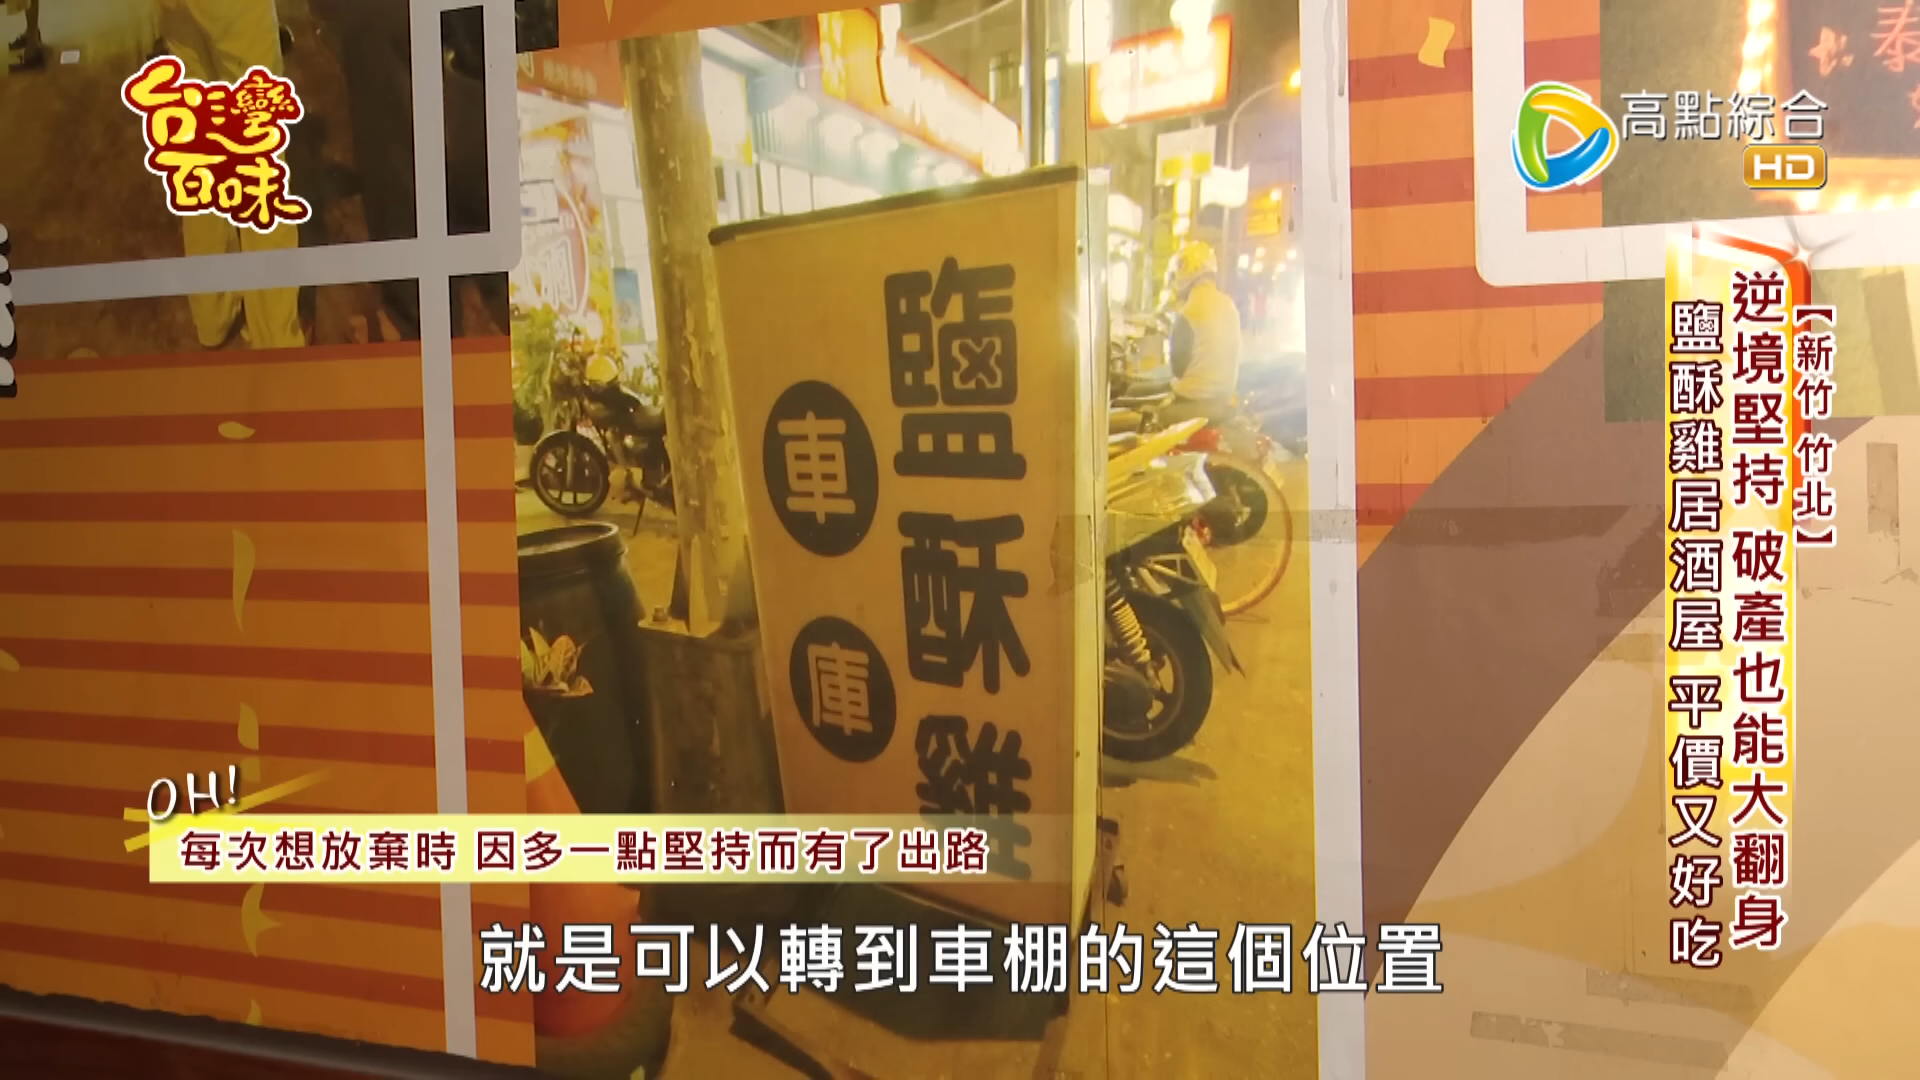 台灣
百味
高點綜合
HD
【新竹 竹北】
逆境堅持 破產也能大翻身
鹽酥雞居酒屋 平價又好吃
鹽酥雞
車庫
泰
OH!
每次想放棄時 因多一點堅持而有了出路
就是可以轉到車棚的這個位置